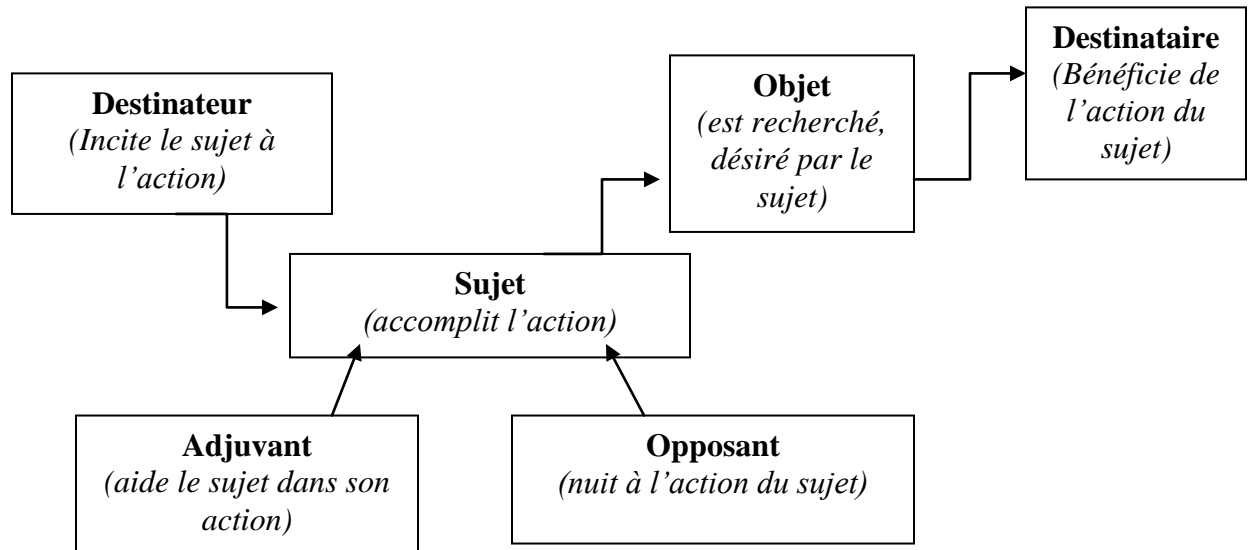 Destinateur
(Incite le sujet à
l’action)
Objet
(est recherché,
désiré par le
sujet)
Destinataire
(Bénéficie de
l’action du
sujet)
Sujet
(accomplit l’action)
Adjuvant
(aide le sujet dans son
action)
Opposant
(nuit à l’action du sujet)